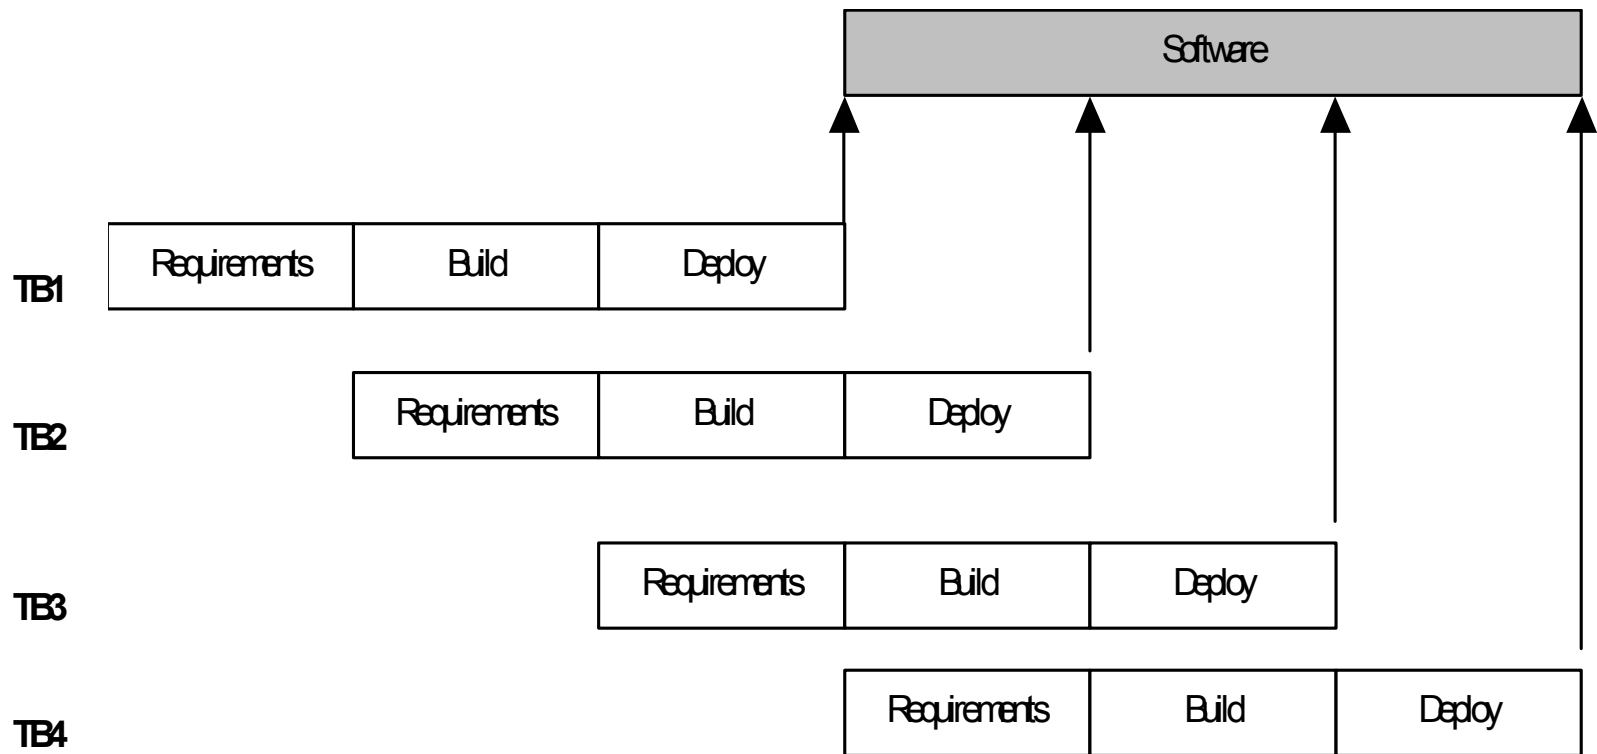 Software
Requirements Build Deploy
TB1
Requirements Build Deploy
TB2
Requirements Build Deploy
TB3
Requirements Build Deploy
TB4